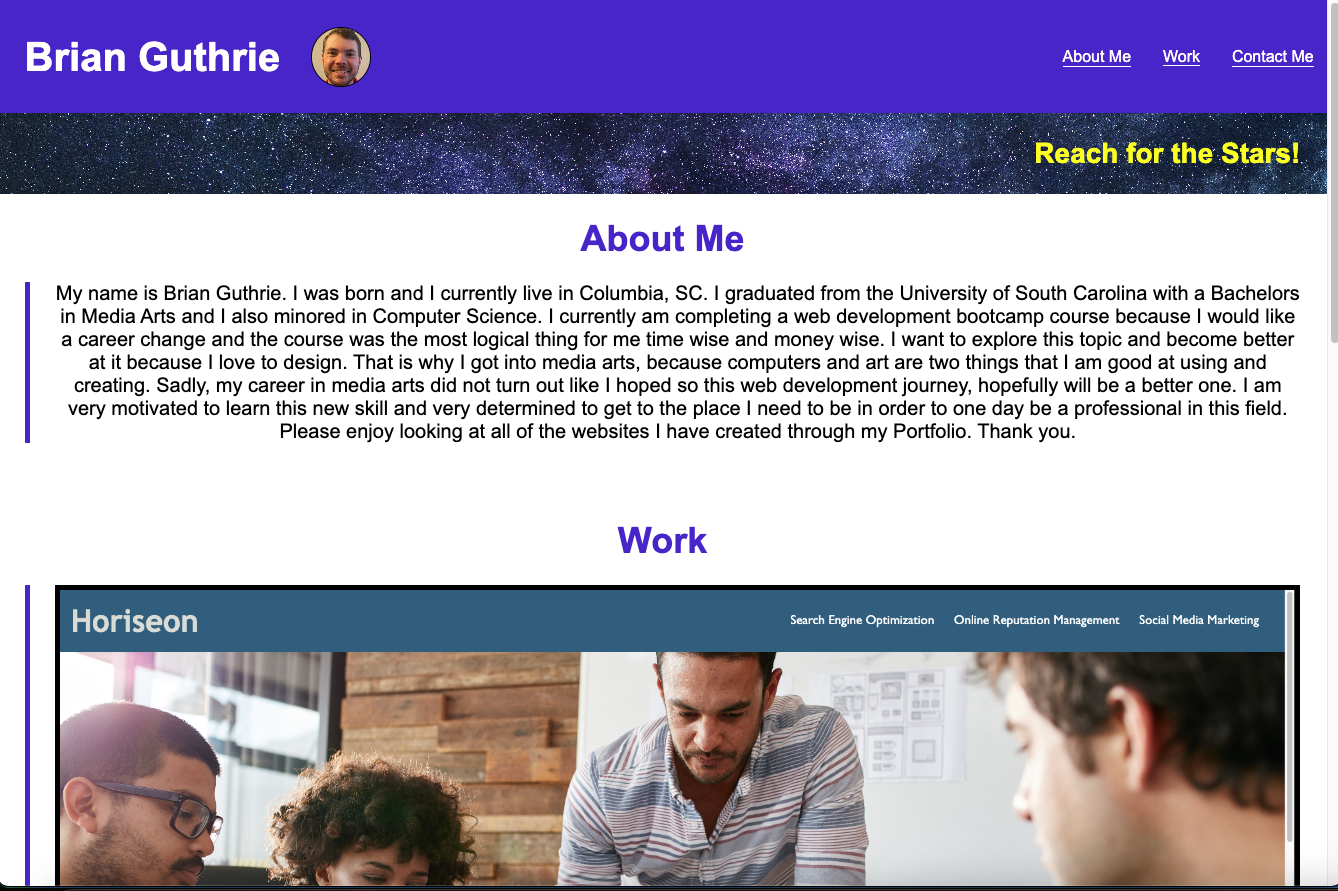 Brian Guthrie
About Me Work Contact Me
Reach for the Stars!
About Me
My name is Brian Guthrie. I was born and I currently live in Columbia, SC. I graduated from the University of South Carolina with a Bachelors
in Media Arts and I also minored in Computer Science. I currently am completing a web development bootcamp course because I would like
a career change and the course was the most logical thing for me time wise and money wise. I want to explore this topic and become better
at it because I love to design. That is why I got into media arts, because computers and art are two things that I am good at using and
creating. Sadly, my career in media arts did not turn out like I hoped so this web development journey, hopefully will be a better one. I am
very motivated to learn this new skill and very determined to get to the place I need to be in order to one day be a professional in this field.
Please enjoy looking at all of the websites I have created through my Portfolio. Thank you.
Work
Horiseon
Search Engine Optimization Online Reputation Management Social Media Marketing